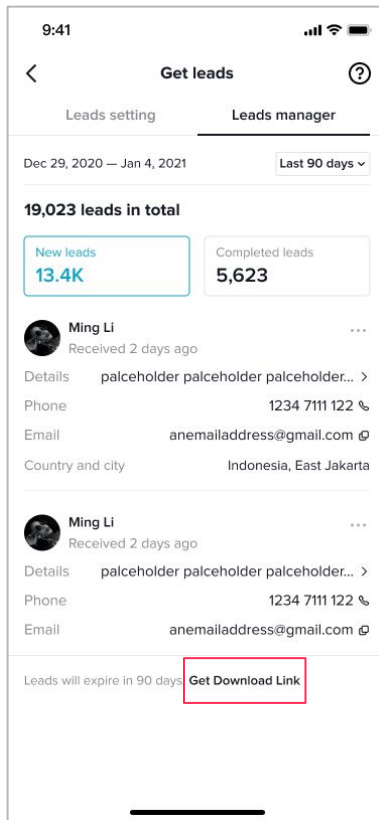 9:41
Get leads
Leads setting Leads manager
Dec 29, 2020 — Jan 4, 2021 Last 90 days
19,023 leads in total
New leads Completed leads
13.4K 5,623
Ming Li
Received 2 days ago
Details palceholder palceholder palceholder...
Phone 1234 7111 122
Email anemailaddress@gmail.com
Country and city Indonesia, East Jakarta
Ming Li
Received 2 days ago
Details palceholder palceholder palceholder...
Phone 1234 7111 122
Email anemailaddress@gmail.com
Leads will expire in 90 days Get Download Link